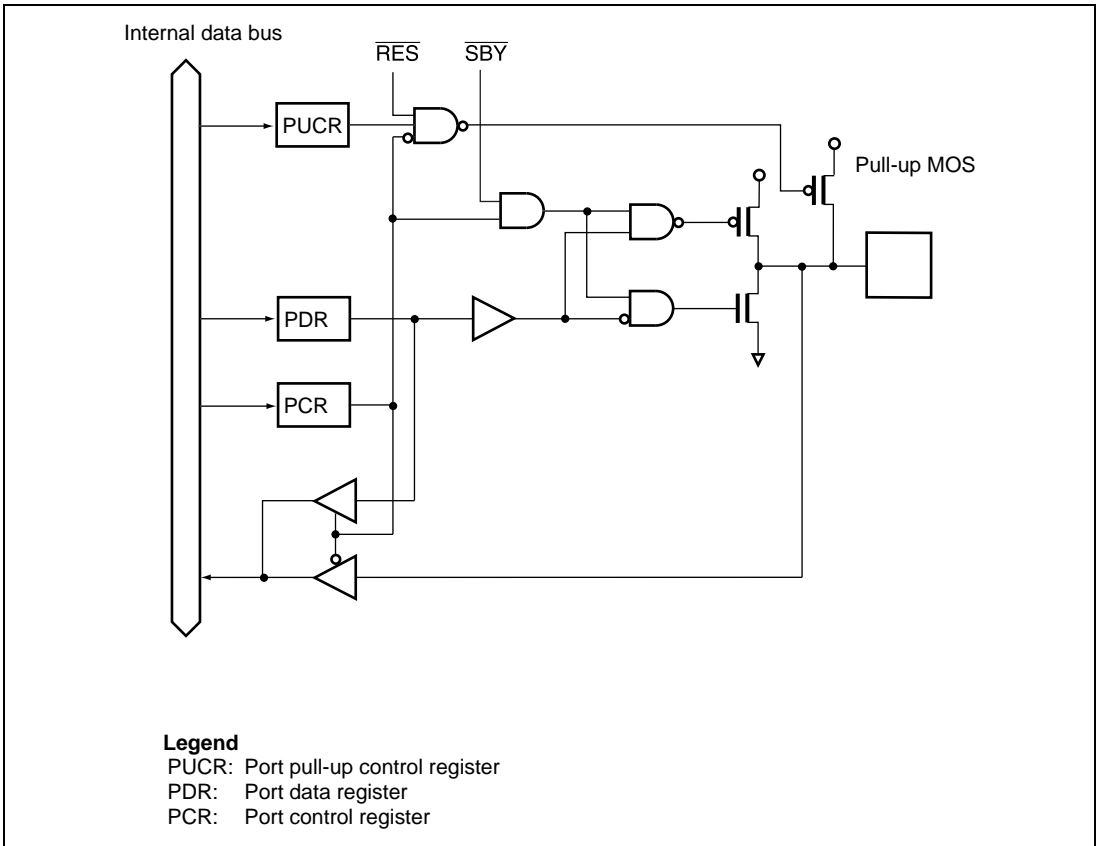 Internal data bus
RES
SBY
PUCR
Pull-up MOS
PDR
PCR
Legend
PUCR: Port pull-up control register
PDR: Port data register
PCR: Port control register